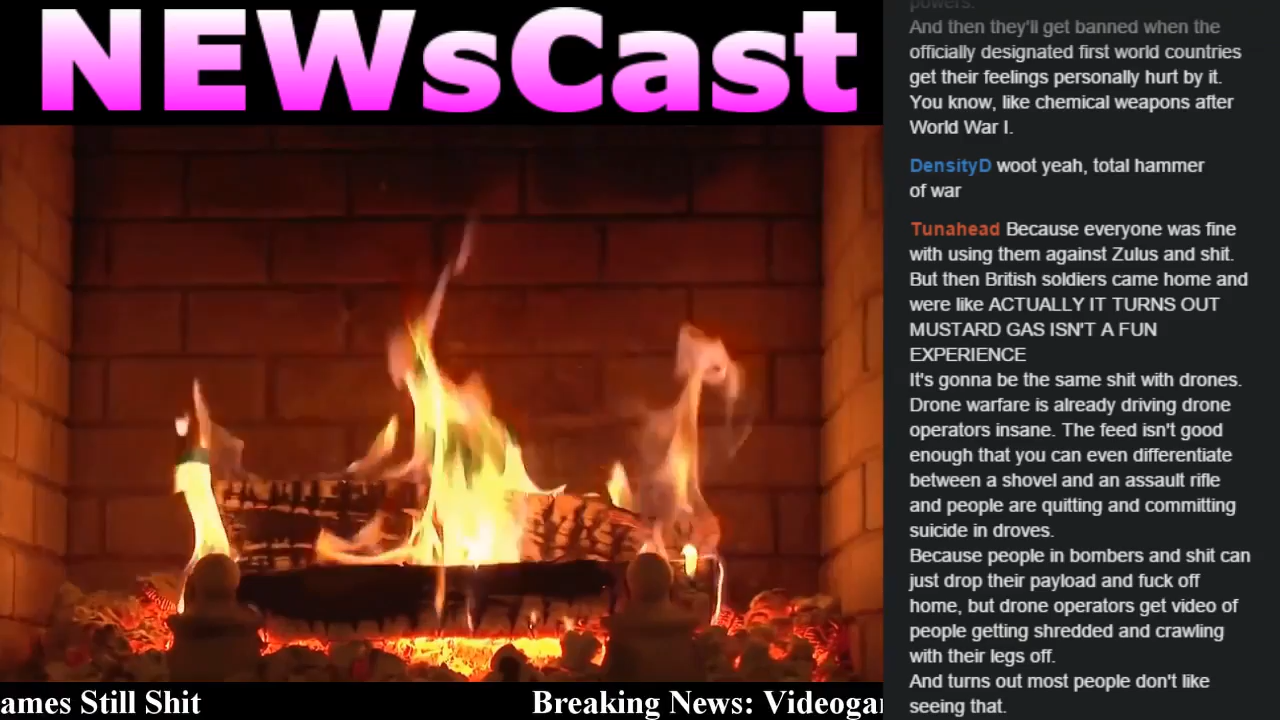 NEWsCast
powers.
And then they'll get banned when the
officially designated first world countries
get their feelings personally hurt by it.
You know, like chemical weapons after
World War I.
DensityD woot yeah, total hammer
of war
Tunahead Because everyone was fine
with using them against Zulus and shit.
But then British soldiers came home and
were like ACTUALLY IT TURNS OUT
MUSTARD GAS ISN'T A FUN
EXPERIENCE
It's gonna be the same shit with drones.
Drone warfare is already driving drone
operators insane. The feed isn't good
enough that you can even differentiate
between a shovel and an assault rifle
and people are quitting and committing
suicide in droves.
Because people in bombers and shit can
just drop their payload and fuck off
home, but drone operators get video of
people getting shredded and crawling
with their legs off.
And turns out most people don't like
seeing that.
ames Still Shit Breaking News: Videogar